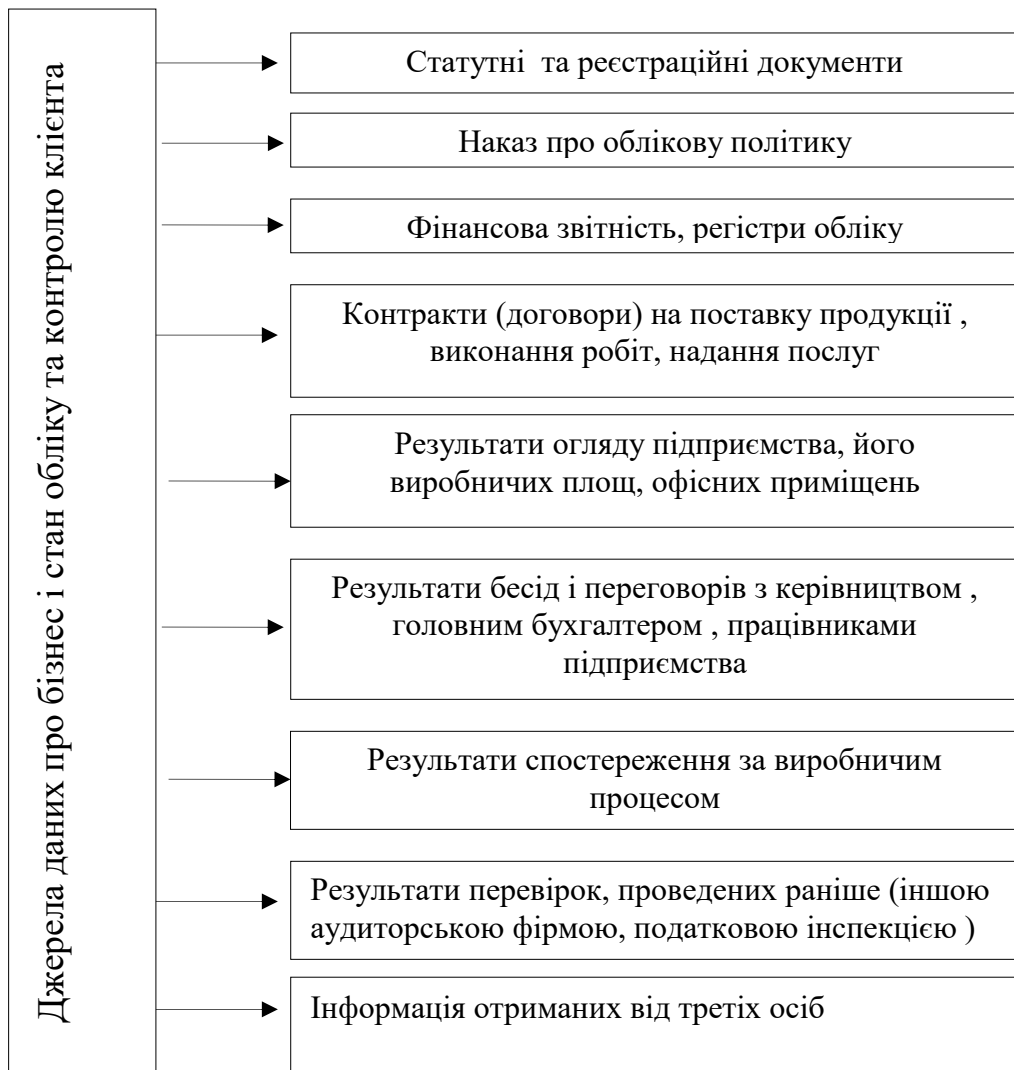 Джерела даних про бізнес і стан обліку та контролю клієнта
Статутні та реєстраційні документи
Наказ про облікову політику
Фінансова звітність, регістри обліку
Контракти (договори) на поставку продукції ,
виконання робіт, надання послуг
Результати огляду підприємства, його
виробничих площ, офісних приміщень
Результати бесід і переговорів з керівництвом ,
головним бухгалтером , працівниками
підприємства
Результати спостереження за виробничим
процесом
Результати перевірок, проведених раніше (іншою
аудиторською фірмою, податковою інспекцією )
Інформація отриманих від третіх осіб